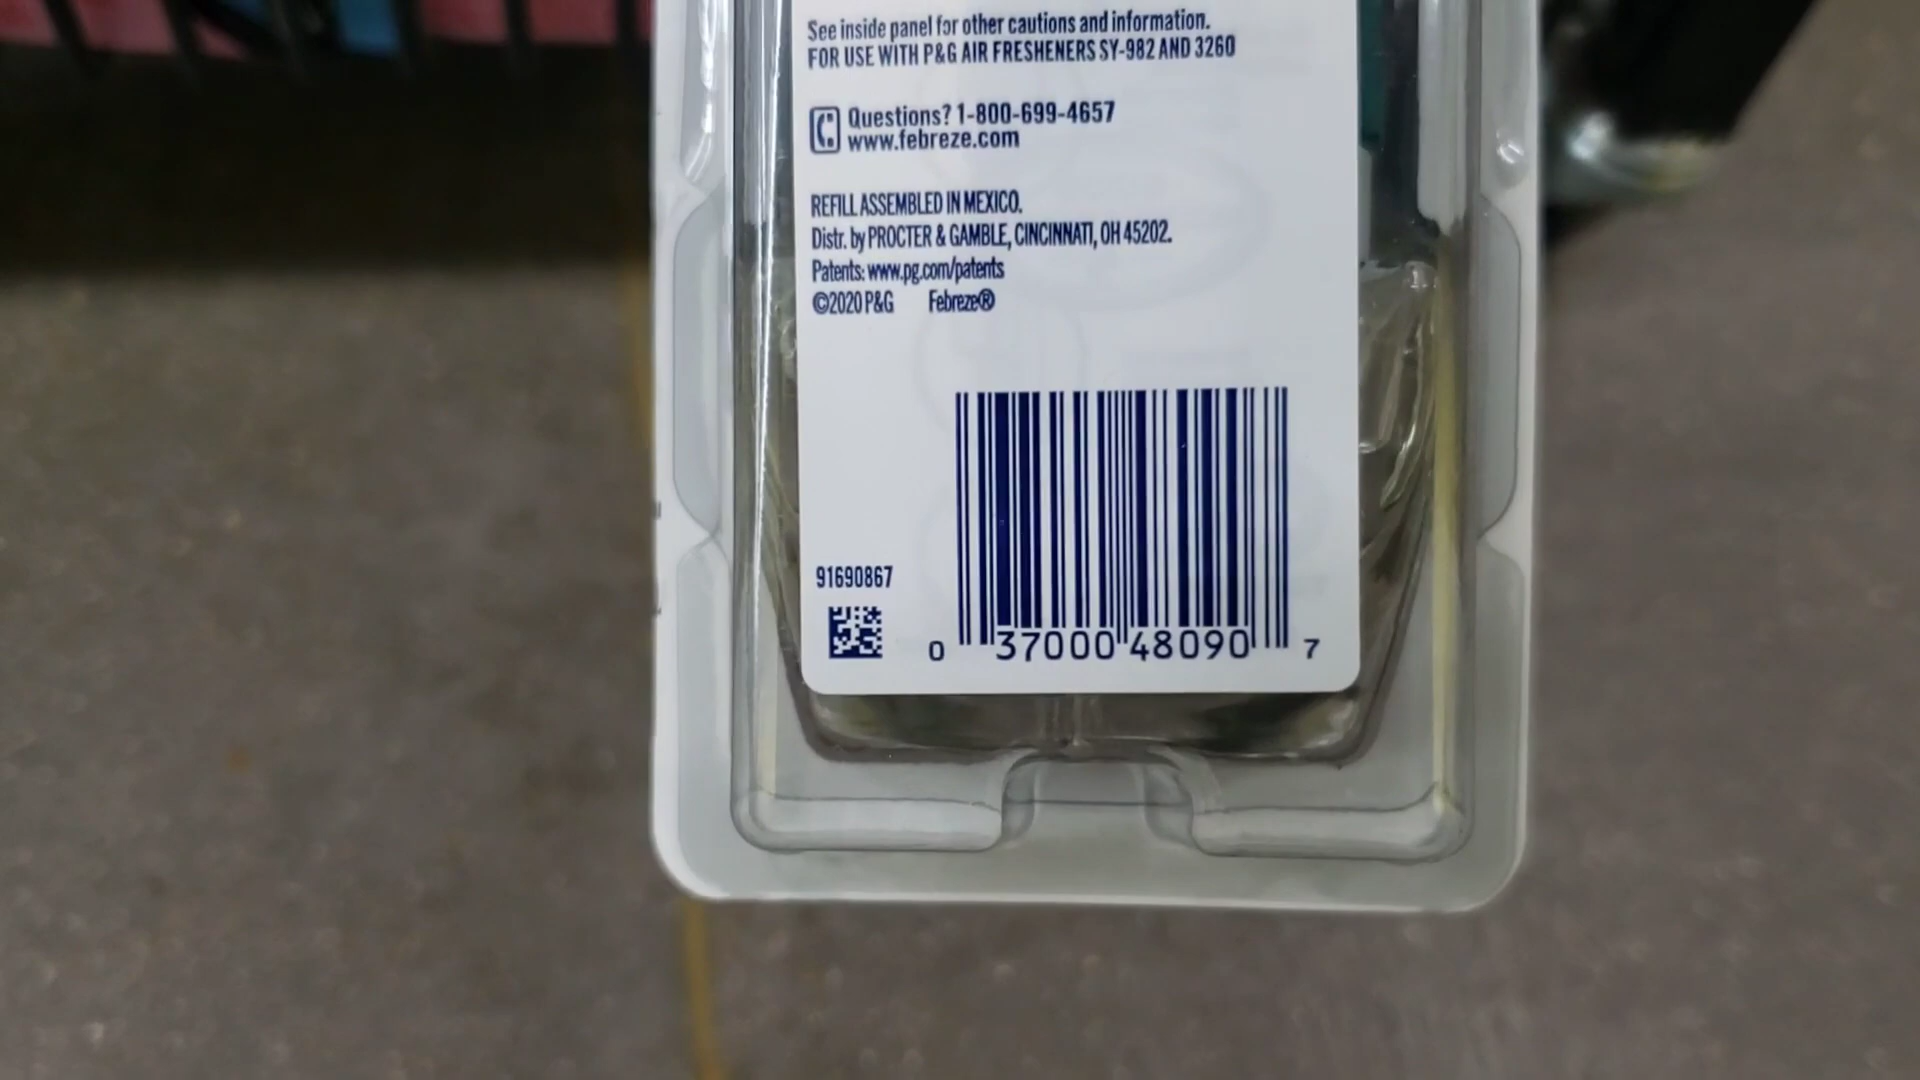 See inside panel for other cautions and information.
FOR USE WITH P&G AIR FRESHENERS SY-982 AND 3260
Questions? 1-800-699-4657
www.febreze.com
REFILL ASSEMBLED IN MEXICO.
Distr. by PROCTER & GAMBLE, CINCINNATI, OH 45202.
Patents: www.pg.com/patents
©2020 P&G Febreze®
91690867
0 37000 48090 7